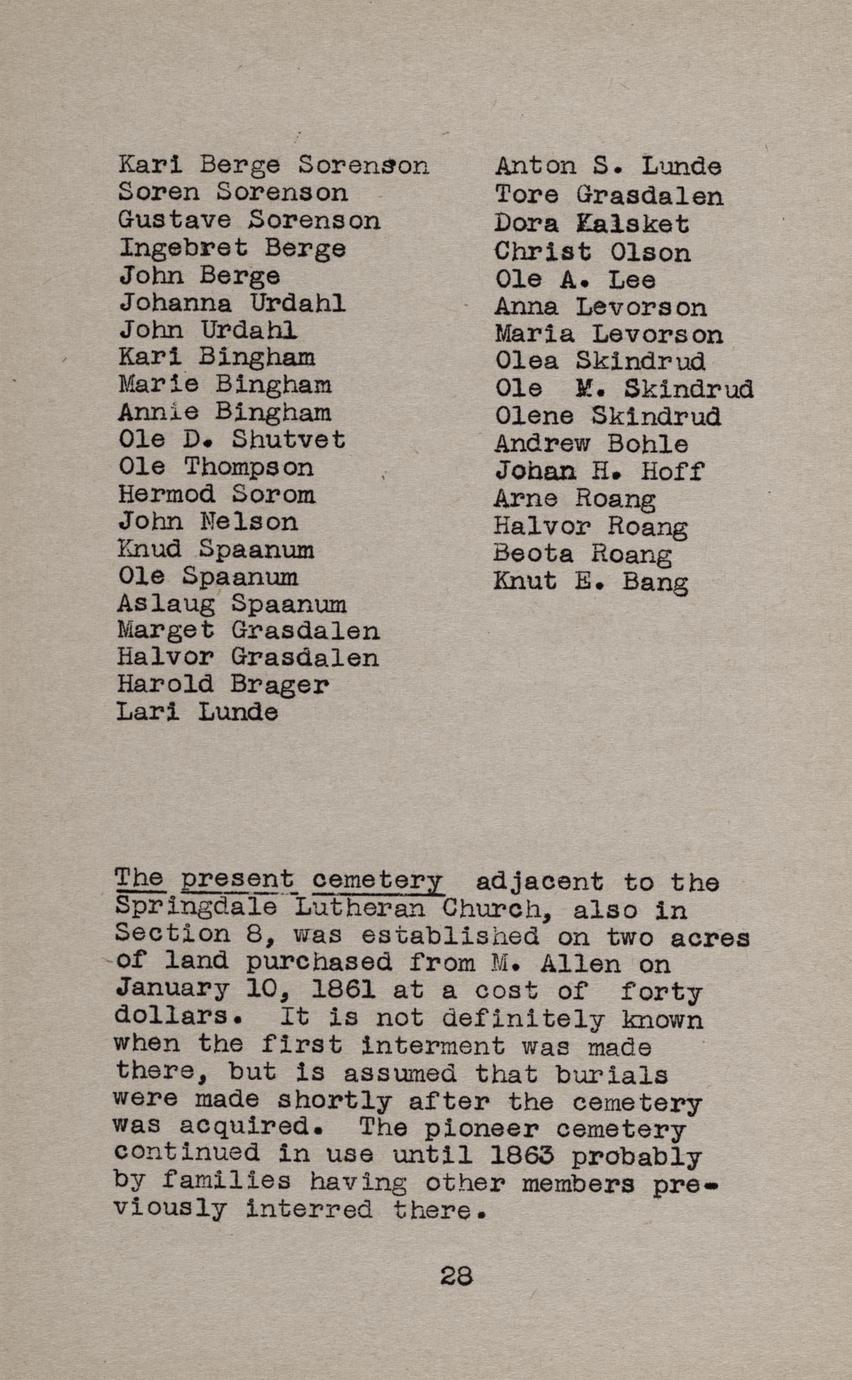 Kari Berge Sorenson
Soren Sorenson
Gustave Sorenson
Ingebret Berge
John Berge
Johanna Urdahl
John Urdahl
Kari Bingham
Marie Bingham
Annie Bingham
Ole D. Shutvet
Ole Thompson
Hermod Sorom
John Nelson
Knud Spaanum
Ole Spaanum
Aslaug Spaanum
Marget Grasdalen
Halvor Grasdalen
Harold Brager
Lari Lunde
Anton S. Lunde
Tore Grasdalen
Dora Kalsket
Christ Olson
Ole A. Lee
Anna Levorson
Maria Levorson
Olea Skindrud
Ole M. Skindrud
Olene Skindrud
Andrew Bohle
Johan H. Hoff
Arne Roang
Halvor Roang
Beota Roang
Knut E. Bang
The present cemetery adjacent to the
Springdale Lutheran Church, also in
Section 8, was established on two acres
of land purchased from M. Allen on
January 10, 1861 at a cost of forty
dollars. It is not definitely known
when the first interment was made
there, but is assumed that burials
were made shortly after the cemetery
was acquired. The pioneer cemetery
continued in use until 1863 probably
by families having other members pre-
viously interred there.
28